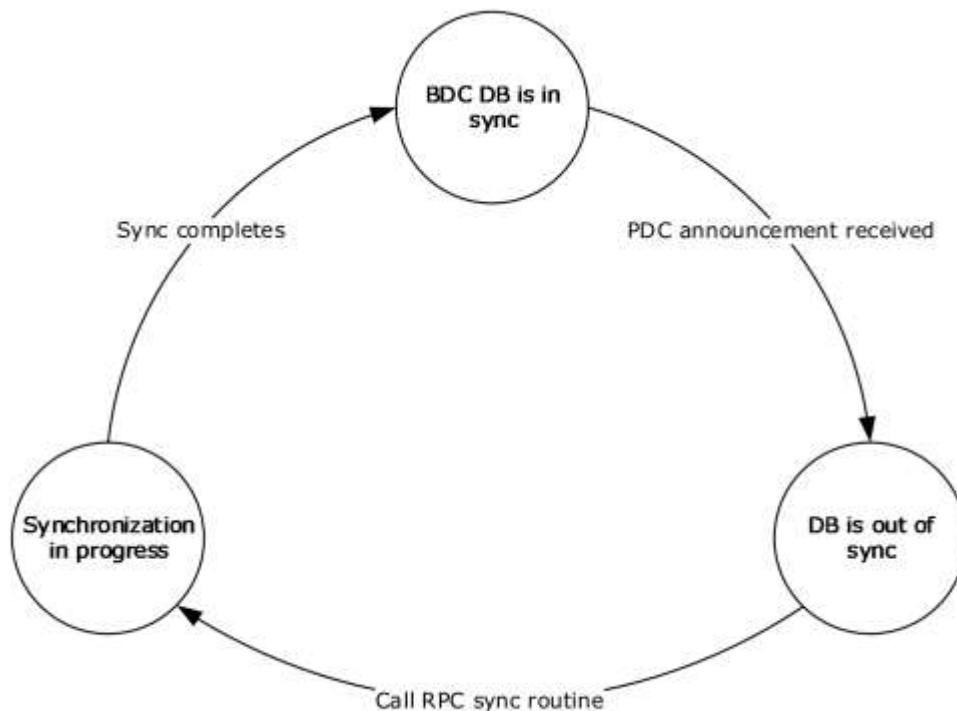 BDC DB is in
sync
Sync completes
PDC announcement received
Synchronization
in progress
DB is out of
sync
Call RPC sync routine